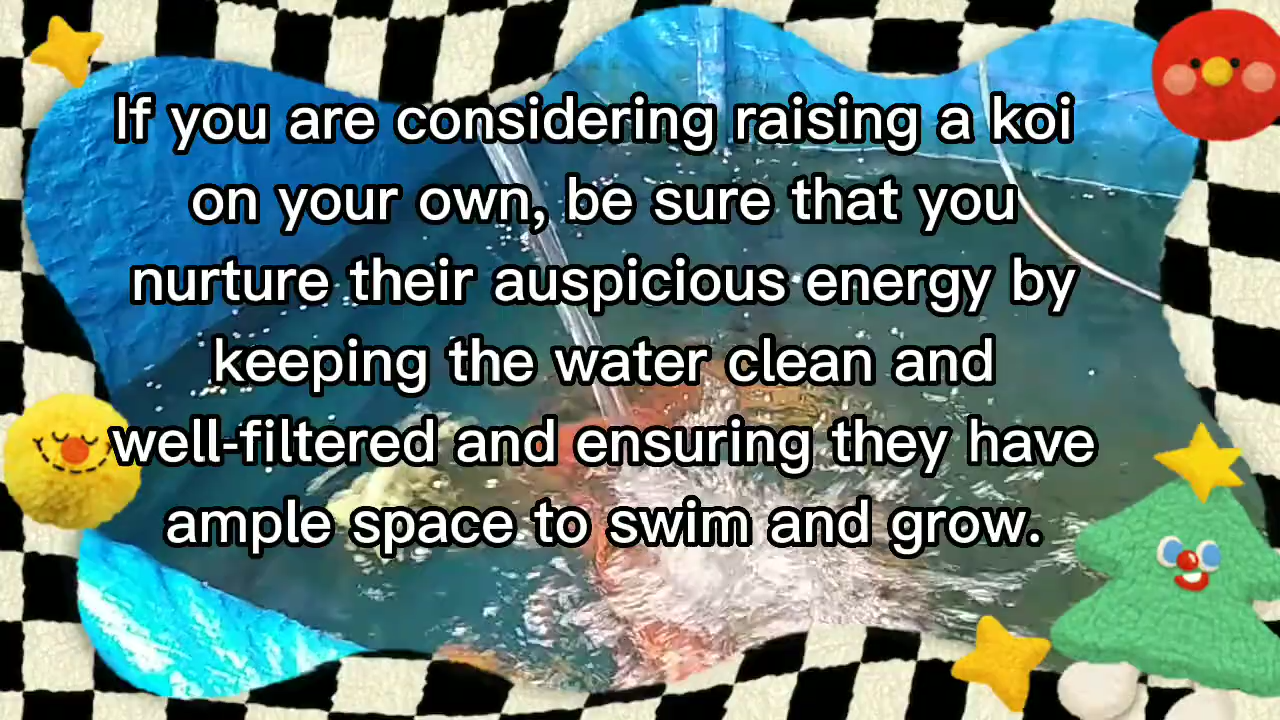 If you are considering raising a koi
on your own, be sure that you
nurture their auspicious energy by
keeping the water clean and
well-filtered and ensuring they have
ample space to swim and grow.